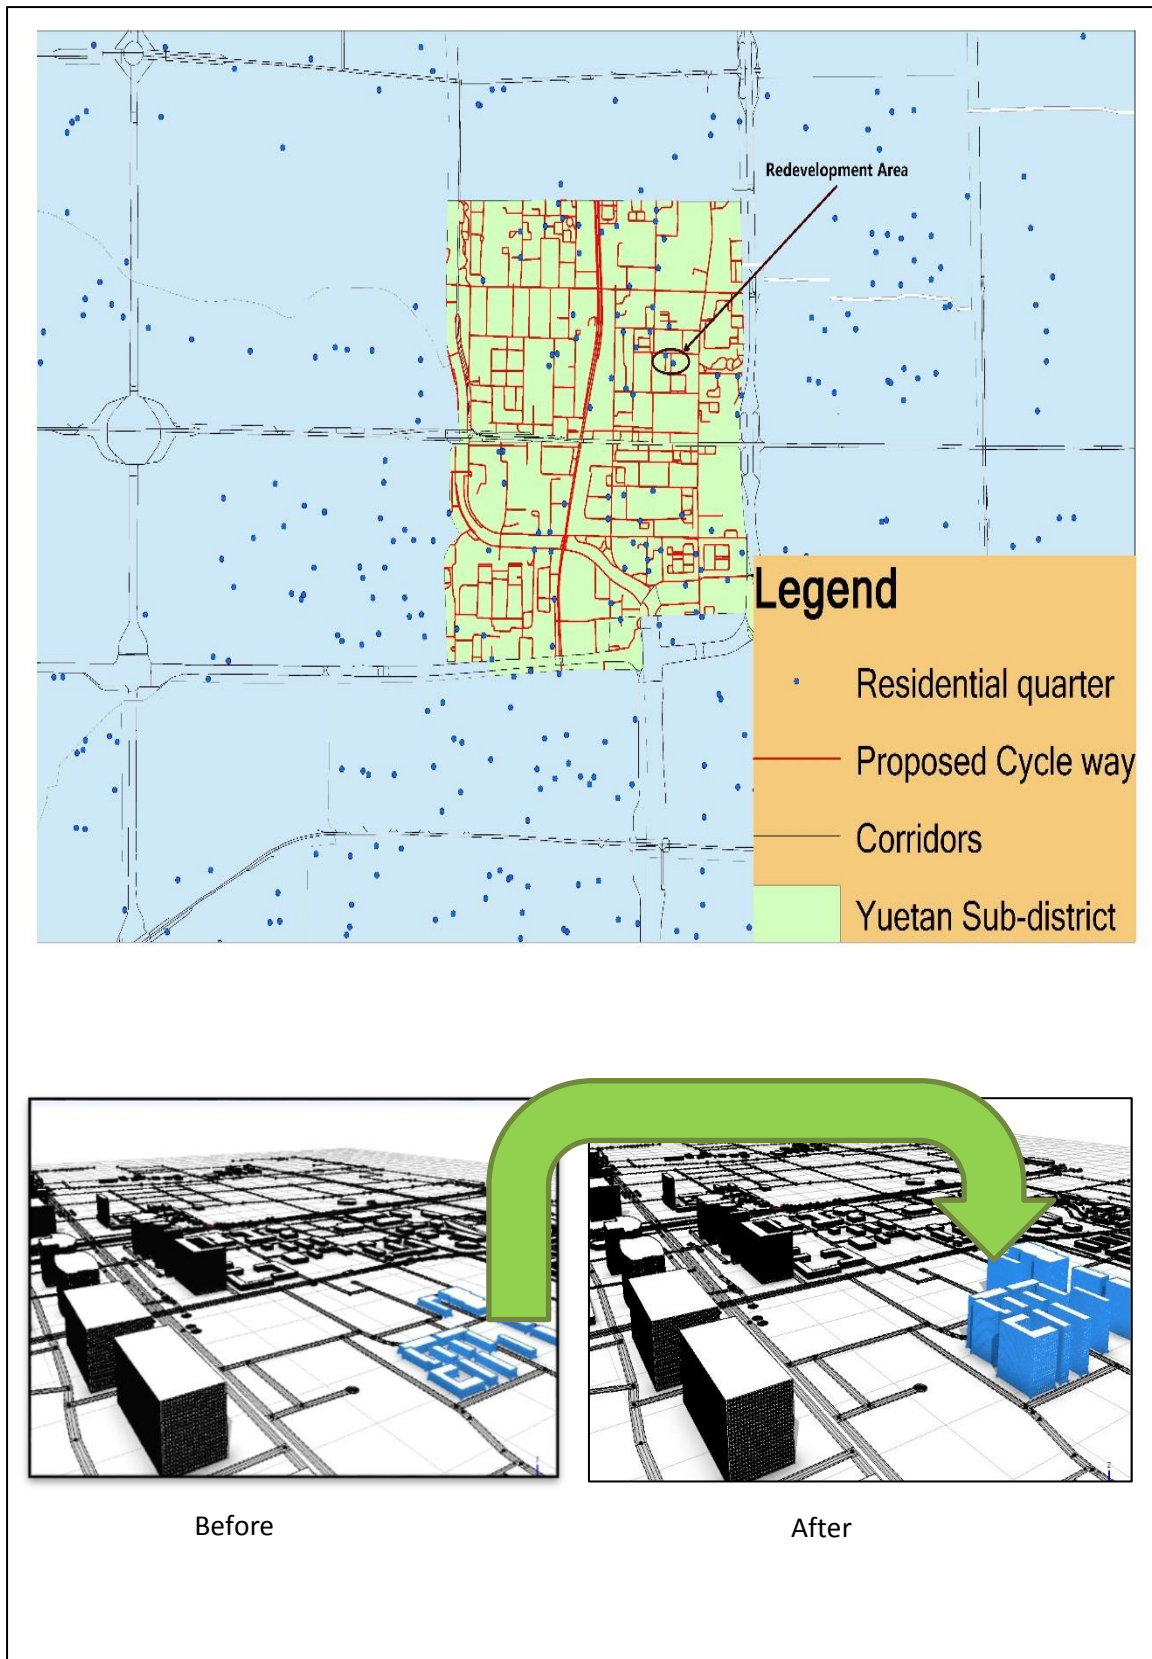 Redevelopment Area
Legend
Residential quarter
Proposed Cycle way
Corridors
Yuetan Sub-district
Before
After